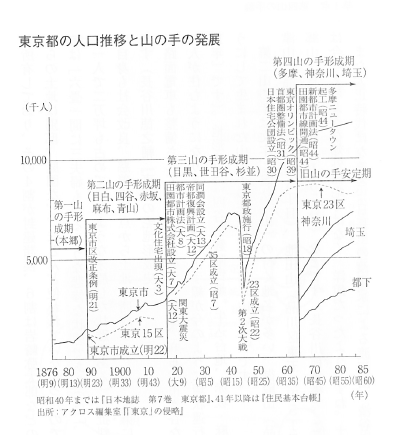 東京都の人口推移と山の手の発展
(千人)
10,000
5,000
第一山の手形成期
(本郷)
第二山の手形成期
(目白、四谷、赤坂、
麻布、青山)
第三山の手形成期
(目黒、世田谷、杉並)
第四山の手形成期
(多摩、神奈川、埼玉)
旧山の手安定期
東京市区改正条例(明21)
東京市成立(明22)
東京市
東京15区
文化住宅出現(大3)
田園都市株式会社設立(大7)
都市計画法(大8)
帝都復興計画(大12)
同潤会設立(大13)
関東大震災(大12)
35区成立(昭7)
東京都政施行(昭18)
第2次大戦
23区成立(昭22)
日本住宅公団設立(昭30)
首都圏整備法(昭31)
東京オリンピック(昭39)
田園都市線開通(昭44)
新都市計画法(昭44)
多摩ニュータウン起工(昭44)
東京23区
神奈川
埼玉
都下
1876 80 90 1900 10 20 30 40 50 60 70 80 85
(明9)(明13)(明23)(明33)(明43)(大9)(昭5)(昭15)(昭25)(昭35)(昭45)(昭55)(昭60)
(年)
昭和40年までは『日本地誌 第7巻 東京都』、41年以降は『住民基本台帳』
出所：アクロス編集室『「東京」の侵略』